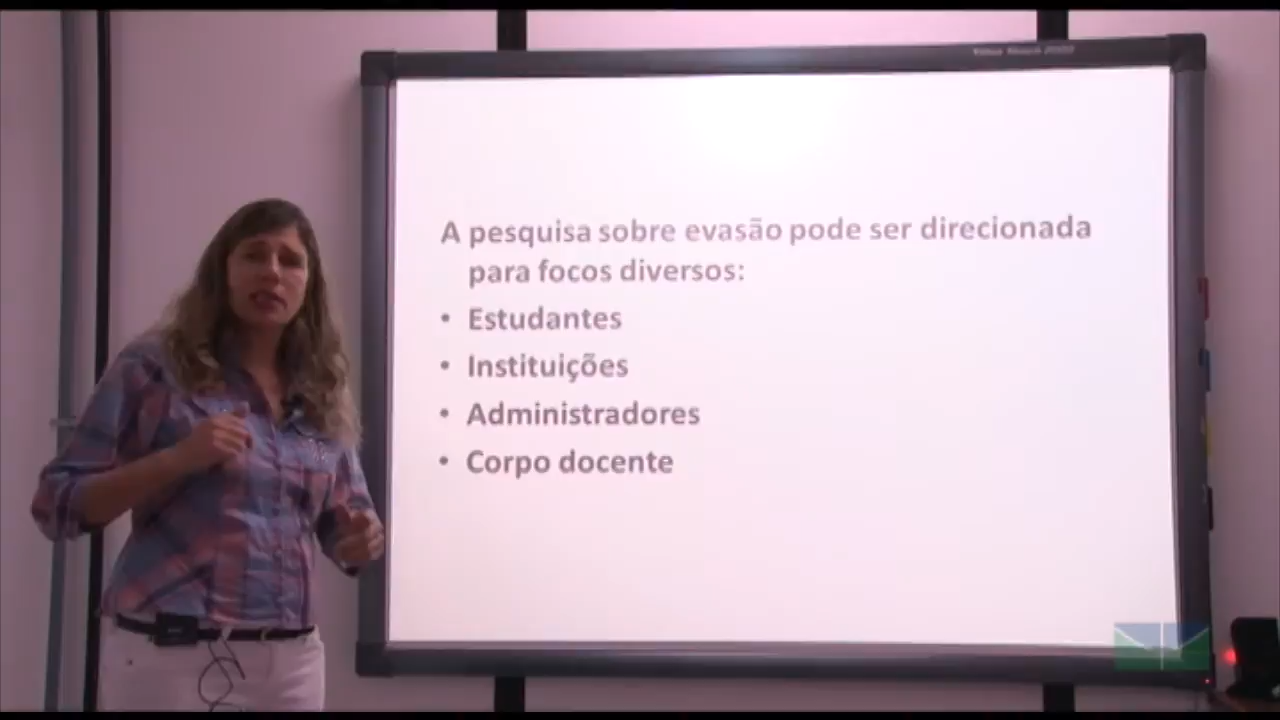 A pesquisa sobre evasão pode ser direcionada
para focos diversos:
• Estudantes
• Instituições
• Administradores
• Corpo docente